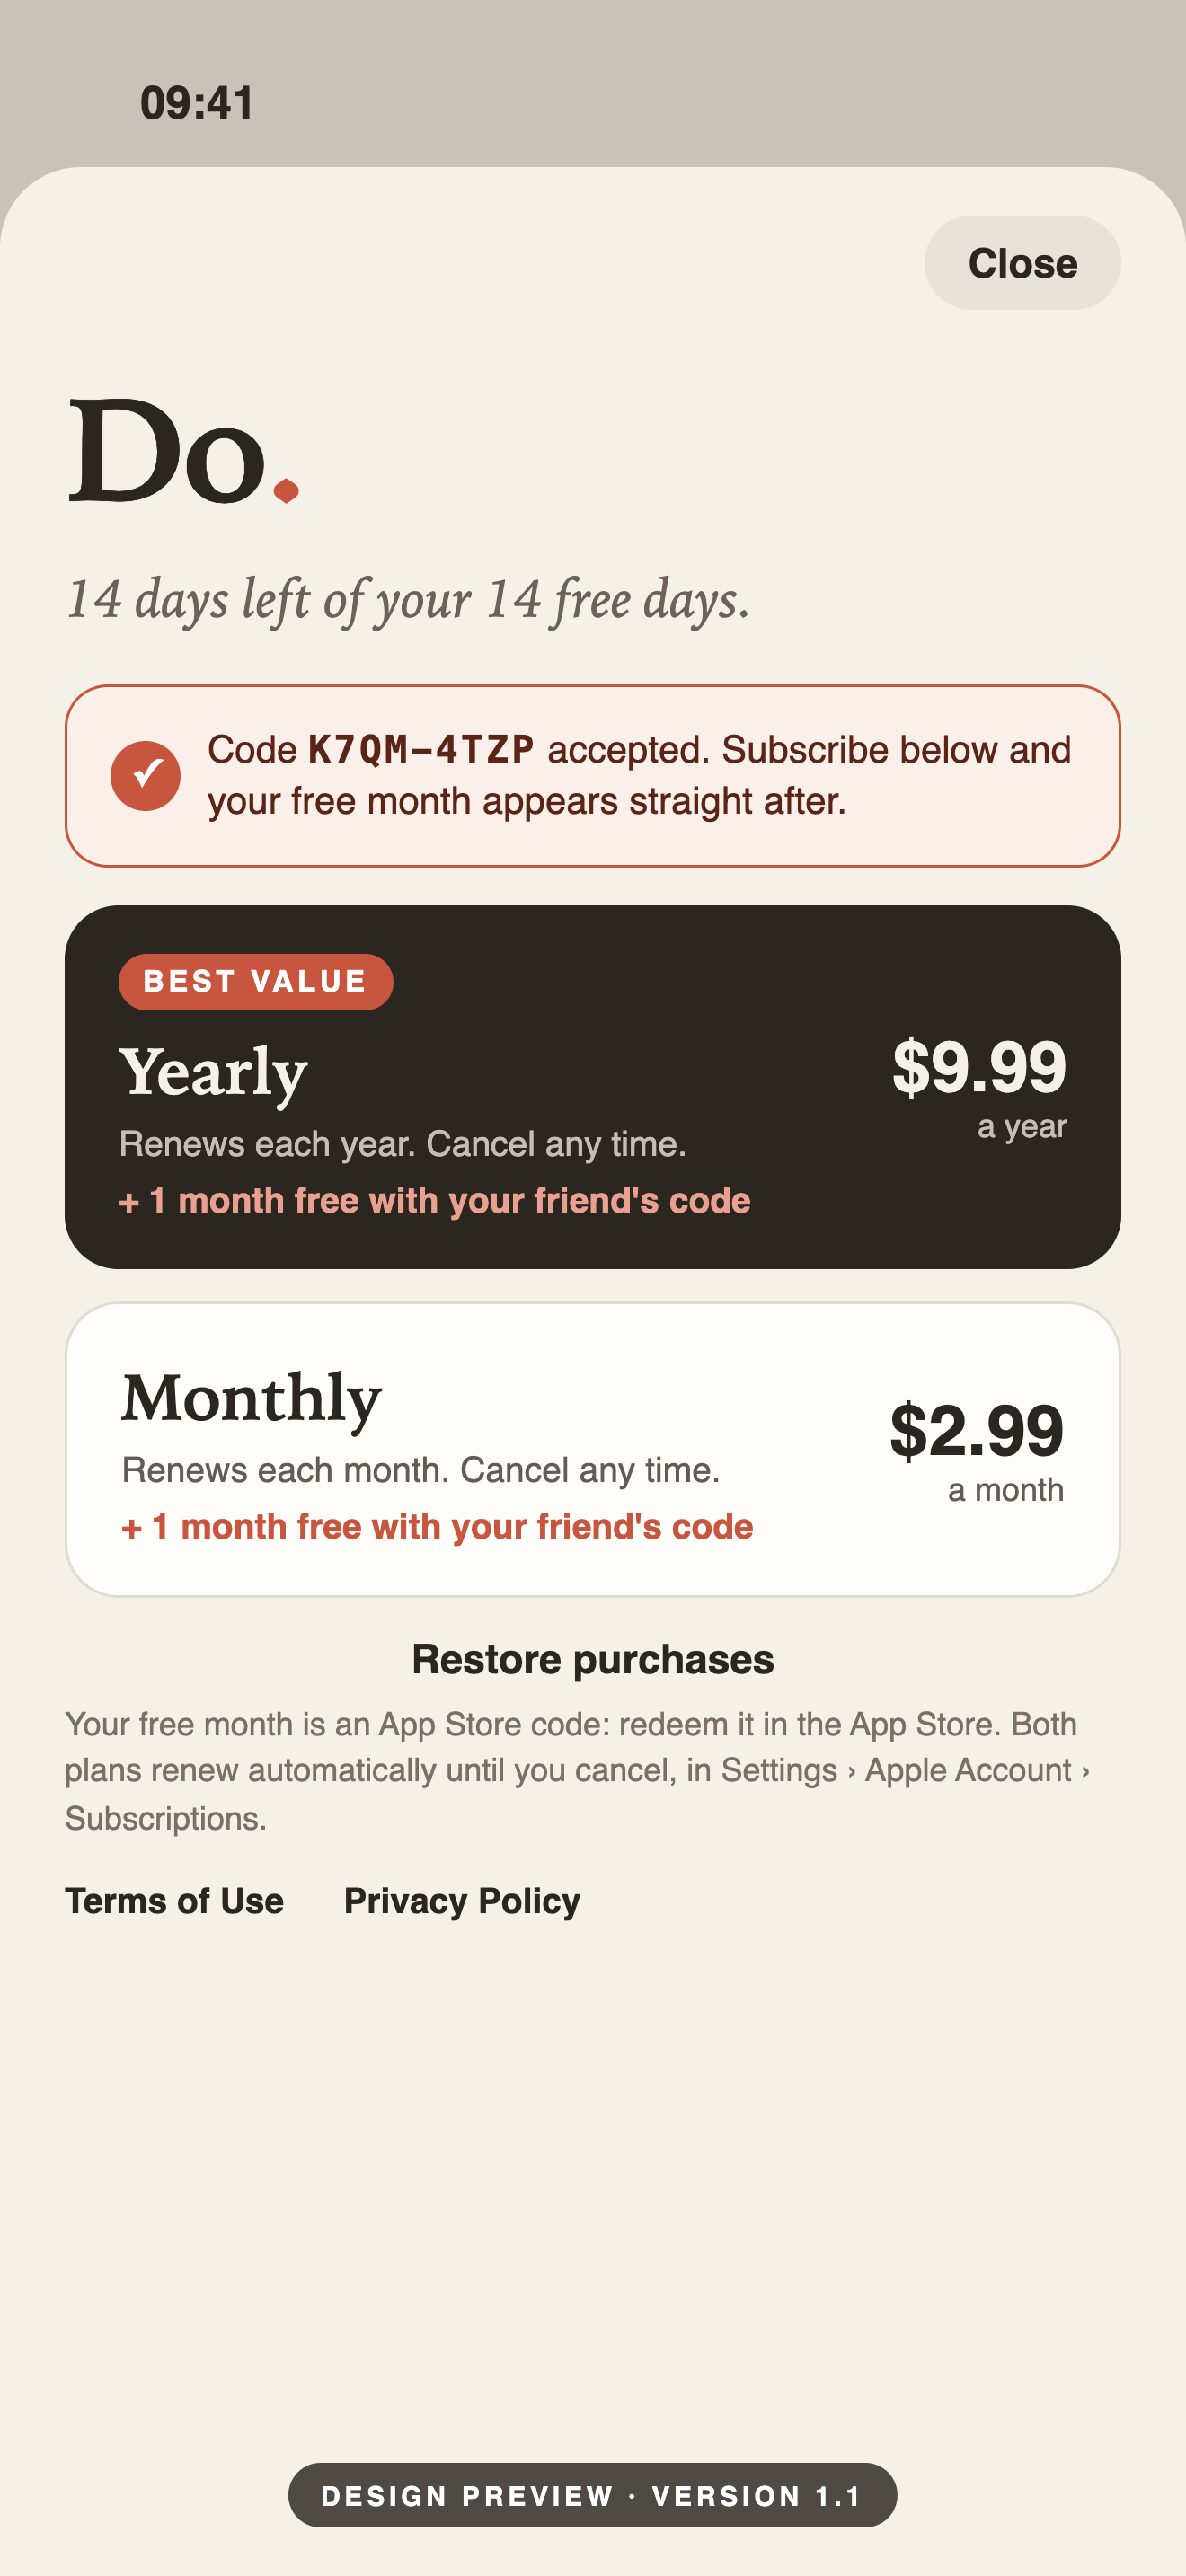 09:41
Close
Do.
14 days left of your 14 free days.
Code K7QM–4TZP accepted. Subscribe below and
your free month appears straight after.
BEST VALUE
Yearly
$9.99
a year
Renews each year. Cancel any time.
+ 1 month free with your friend's code
Monthly
$2.99
a month
Renews each month. Cancel any time.
+ 1 month free with your friend's code
Restore purchases
Your free month is an App Store code: redeem it in the App Store. Both
plans renew automatically until you cancel, in Settings › Apple Account ›
Subscriptions.
Terms of Use Privacy Policy
DESIGN PREVIEW · VERSION 1.1